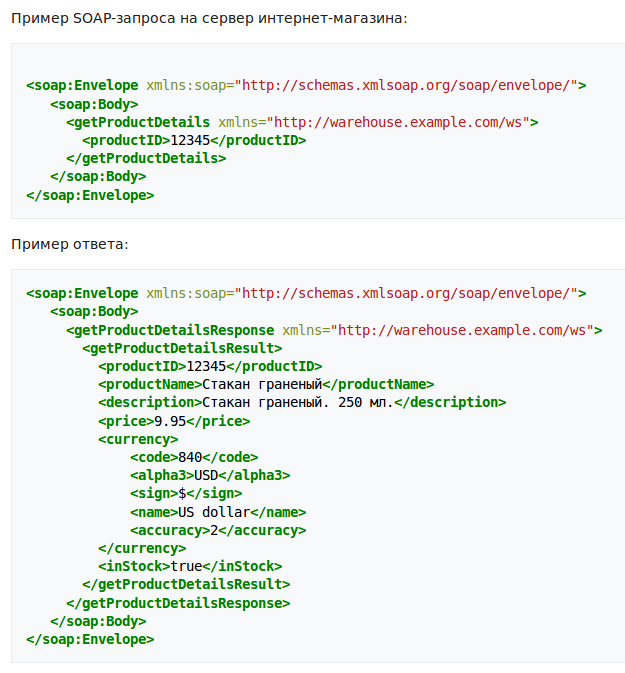 Пример SOAP-запроса на сервер интернет-магазина:
<soap:Envelope xmlns:soap="http://schemas.xmlsoap.org/soap/envelope/">
   <soap:Body>
     <getProductDetails xmlns="http://warehouse.example.com/ws">
       <productID>12345</productID>
     </getProductDetails>
   </soap:Body>
</soap:Envelope>
Пример ответа:
<soap:Envelope xmlns:soap="http://schemas.xmlsoap.org/soap/envelope/">
   <soap:Body>
     <getProductDetailsResponse xmlns="http://warehouse.example.com/ws">
       <getProductDetailsResult>
         <productID>12345</productID>
         <productName>Стакан граненый</productName>
         <description>Стакан граненый. 250 мл.</description>
         <price>9.95</price>
         <currency>
             <code>840</code>
             <alpha3>USD</alpha3>
             <sign>$</sign>
             <name>US dollar</name>
             <accuracy>2</accuracy>
         </currency>
         <inStock>true</inStock>
       </getProductDetailsResult>
     </getProductDetailsResponse>
   </soap:Body>
</soap:Envelope>